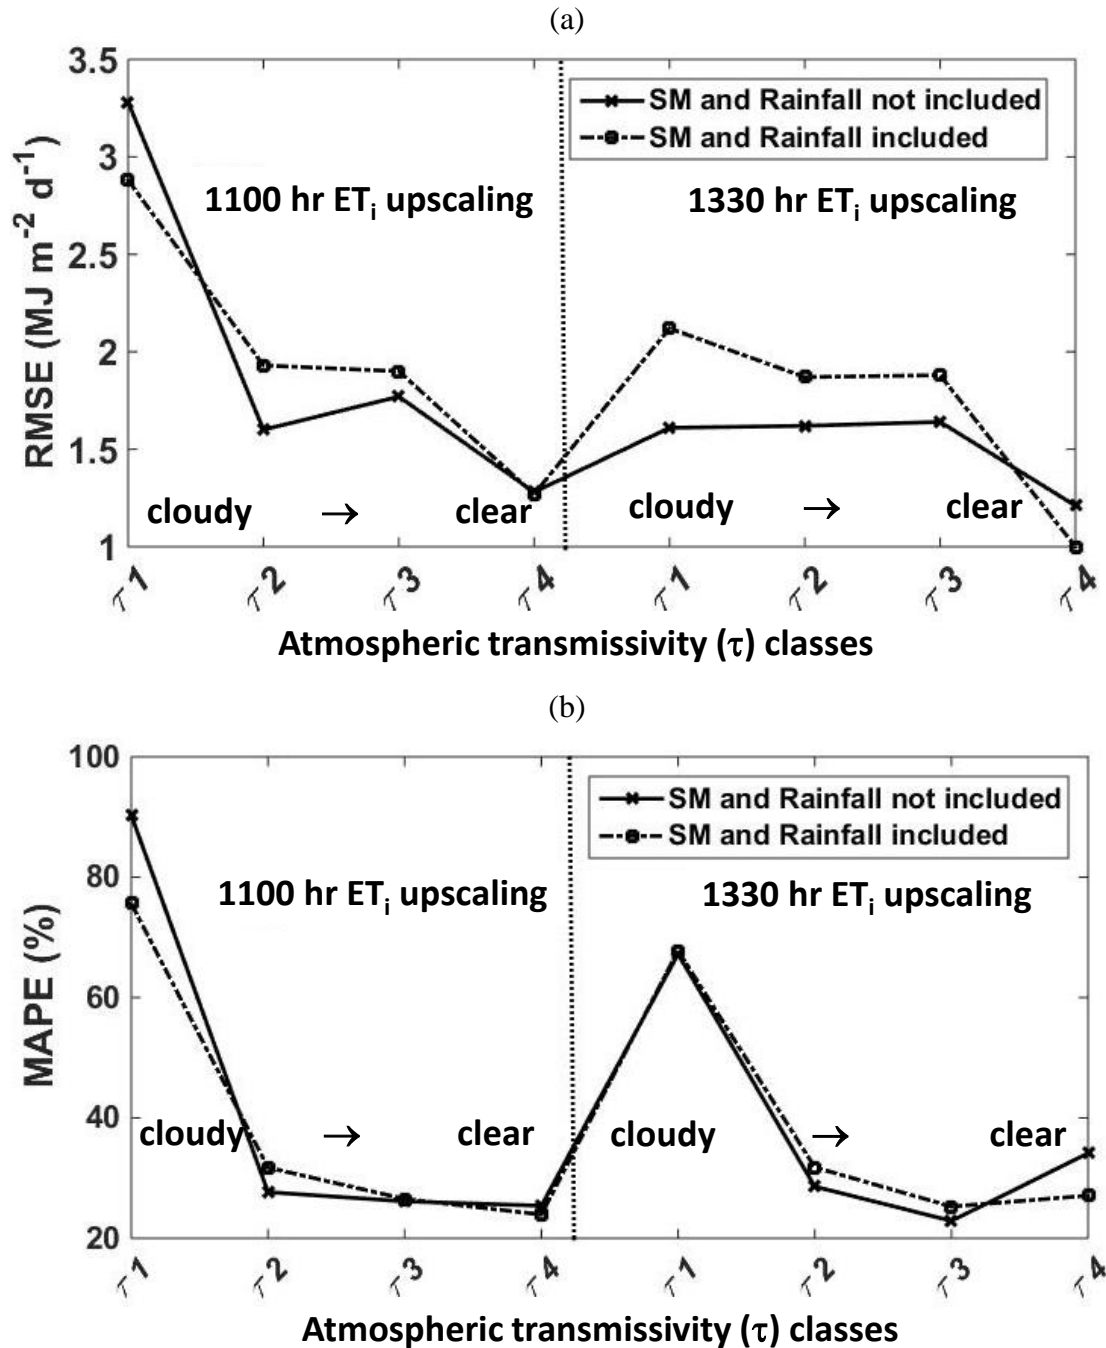 (a)
3.5
3
2.5
2
1.5
1
RMSE (MJ m⁻² d⁻¹)
SM and Rainfall not included
SM and Rainfall included
1100 hr ETᵢ upscaling
1330 hr ETᵢ upscaling
cloudy → clear
cloudy → clear
τ1 τ2 τ3 τ4 τ1 τ2 τ3 τ4
Atmospheric transmissivity (τ) classes
(b)
100
80
60
40
20
MAPE (%)
SM and Rainfall not included
SM and Rainfall included
1100 hr ETᵢ upscaling
1330 hr ETᵢ upscaling
cloudy → clear
cloudy → clear
τ1 τ2 τ3 τ4 τ1 τ2 τ3 τ4
Atmospheric transmissivity (τ) classes